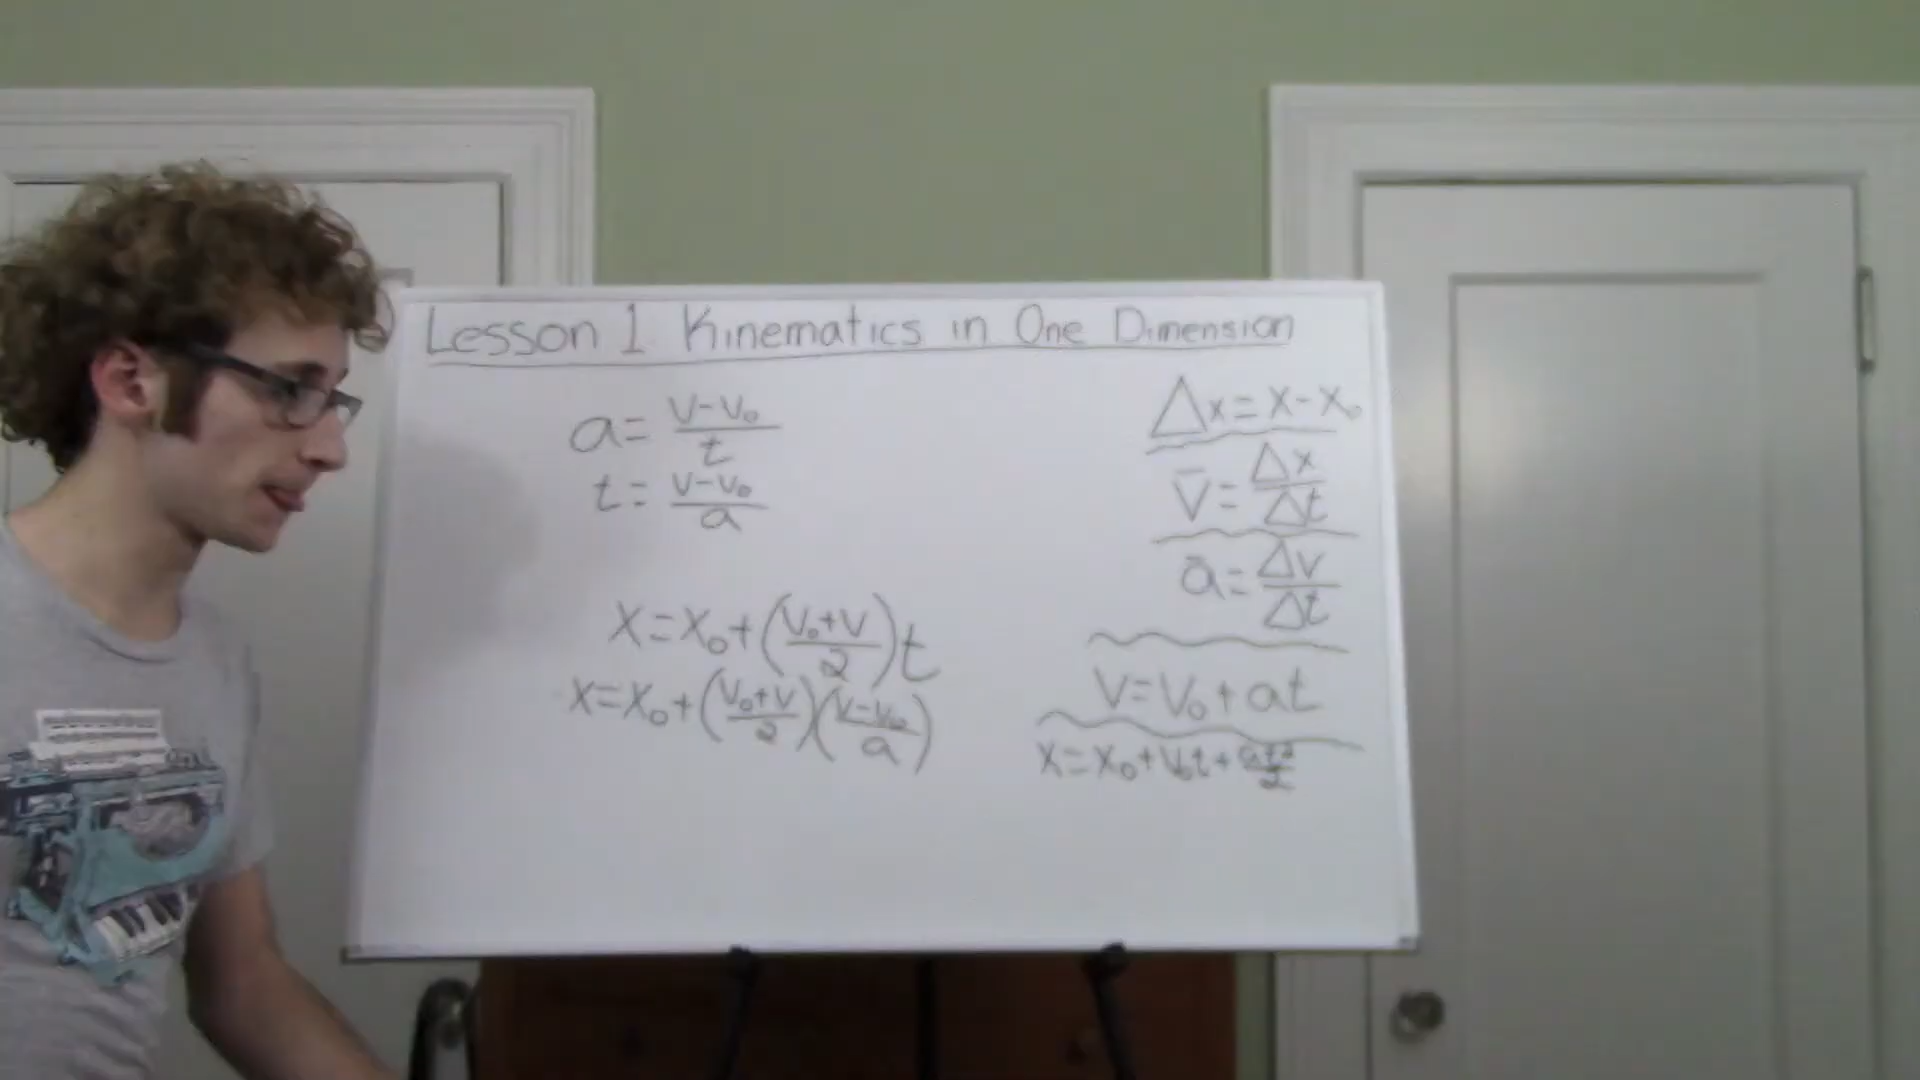 Lesson 1 Kinematics in One Dimension
a = (v - v₀)/t
t = (v - v₀)/a
x = x₀ + ((v₀ + v)/2)t
x = x₀ + ((v₀ + v)/2)((v - v₀)/a)
Δx = x - x₀
v̄ = Δx/Δt
ā = Δv/Δt
v = v₀ + at
x = x₀ + v₀t + at²/2